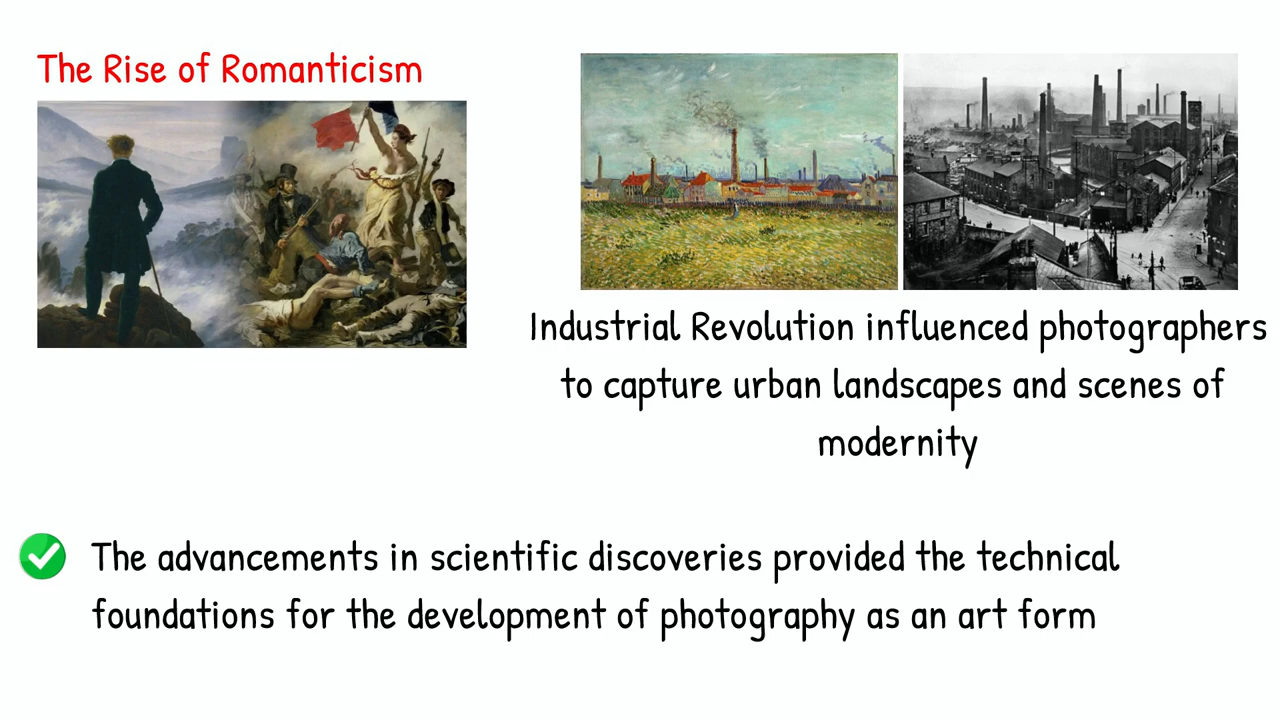 The Rise of Romanticism
Industrial Revolution influenced photographers
to capture urban landscapes and scenes of
modernity
The advancements in scientific discoveries provided the technical
foundations for the development of photography as an art form